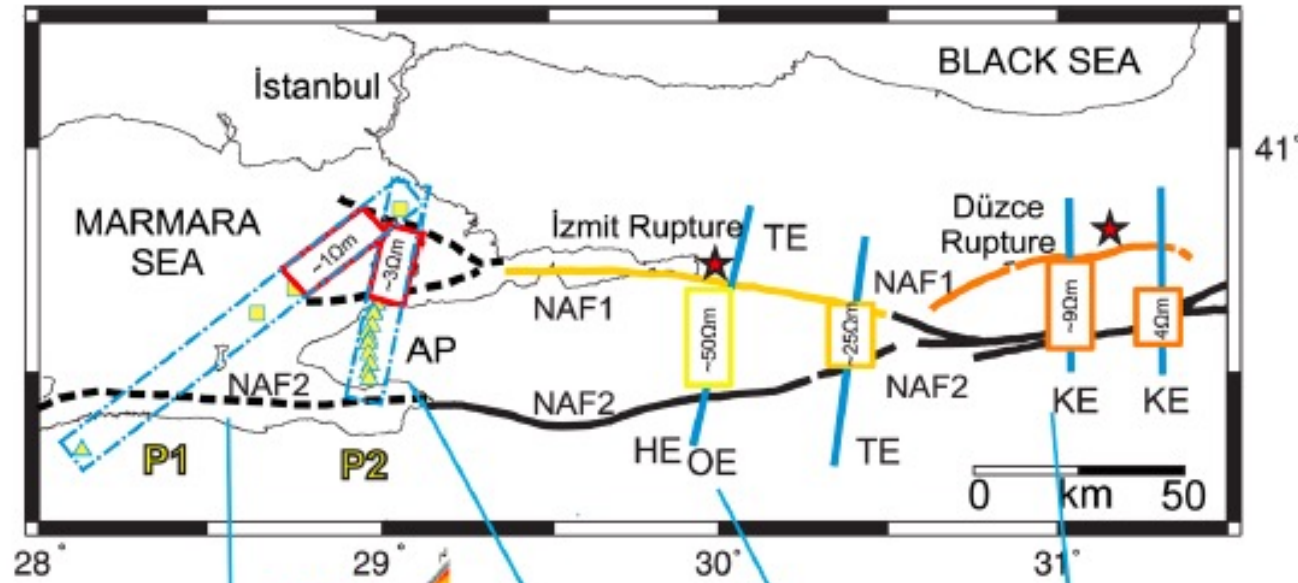 BLACK SEA
İstanbul
41°
MARMARA
SEA
İzmit Rupture
TE
Düzce
Rupture
~1Ωm
~3Ωm
NAF1
NAF1
~50Ωm
~25Ωm
~9Ωm
4Ωm
AP
NAF2
NAF2
NAF2
KE
KE
P1
P2
HE
OE
TE
0
km
50
28°
29°
30°
31°